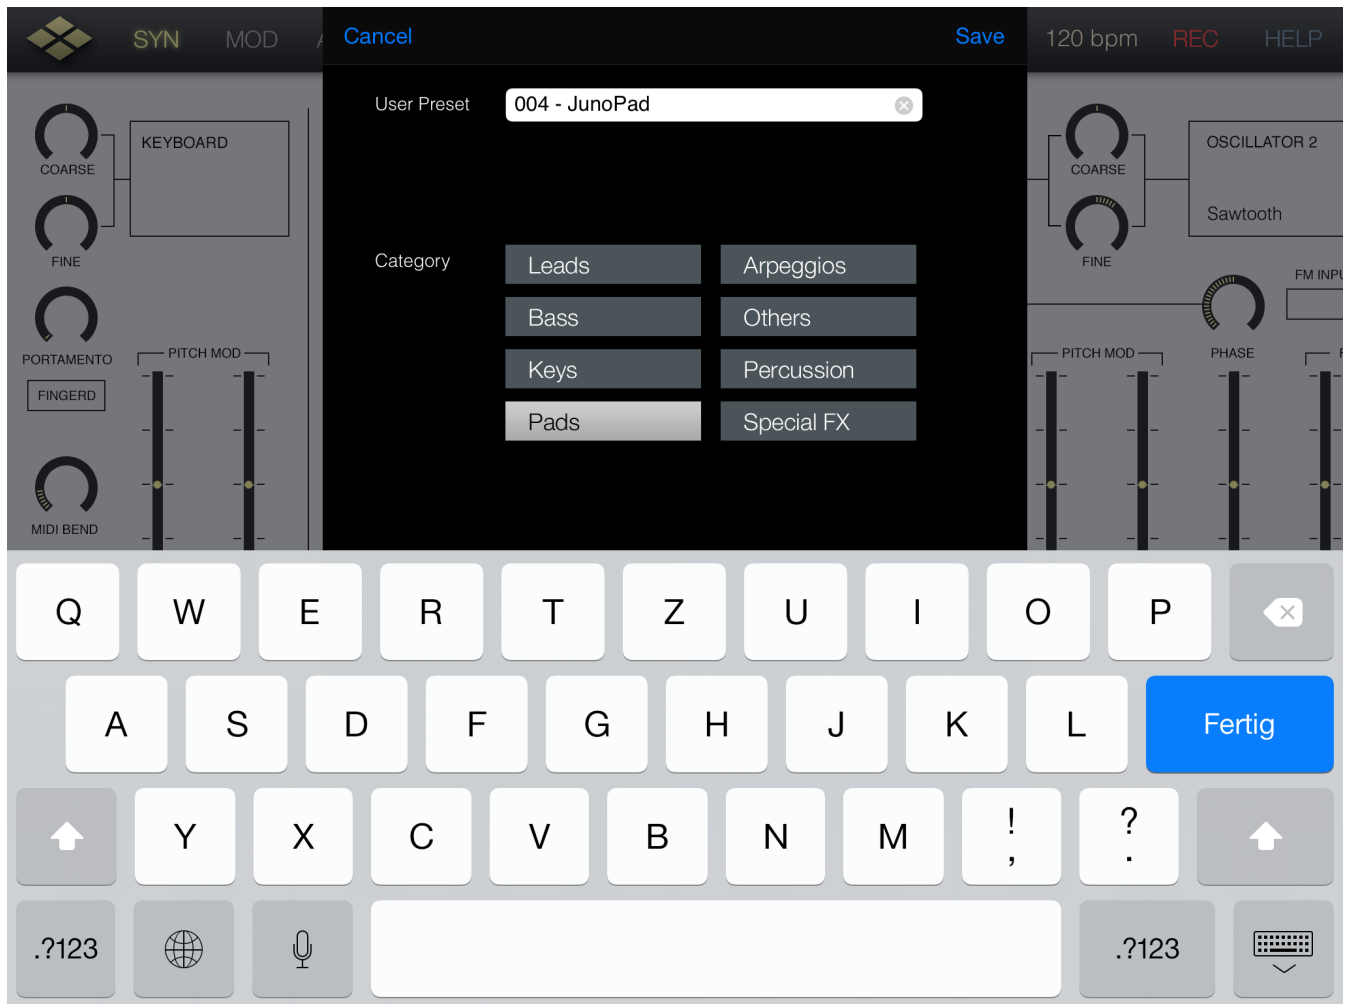 SYN MOD Cancel Save 120 bpm REC HELP
User Preset 004 - JunoPad
KEYBOARD OSCILLATOR 2
COARSE COARSE
Sawtooth
FINE Category Leads Arpeggios FINE
FM INPU
Bass Others
PORTAMENTO PITCH MOD PITCH MOD PHASE
Keys Percussion
FINGERD
Pads Special FX
MIDI BEND
Q W E R T Z U I O P
A S D F G H J K L Fertig
Y X C V B N M ! ?
, .
.?123 .?123